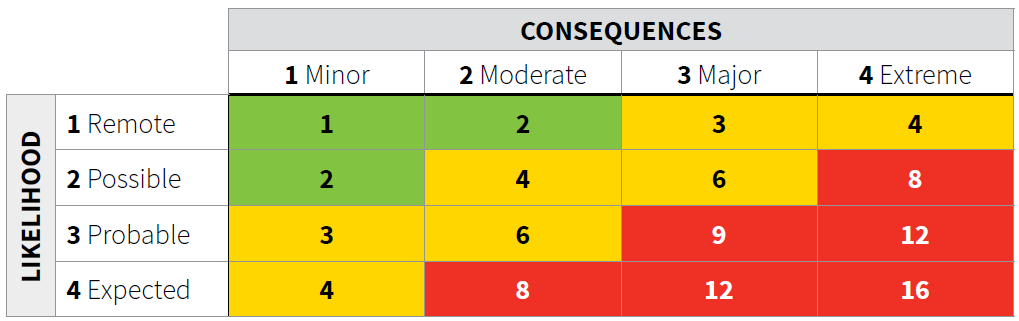 CONSEQUENCES
1 Minor 2 Moderate 3 Major 4 Extreme
LIKELIHOOD
1 Remote 1 2 3 4
2 Possible 2 4 6 8
3 Probable 3 6 9 12
4 Expected 4 8 12 16